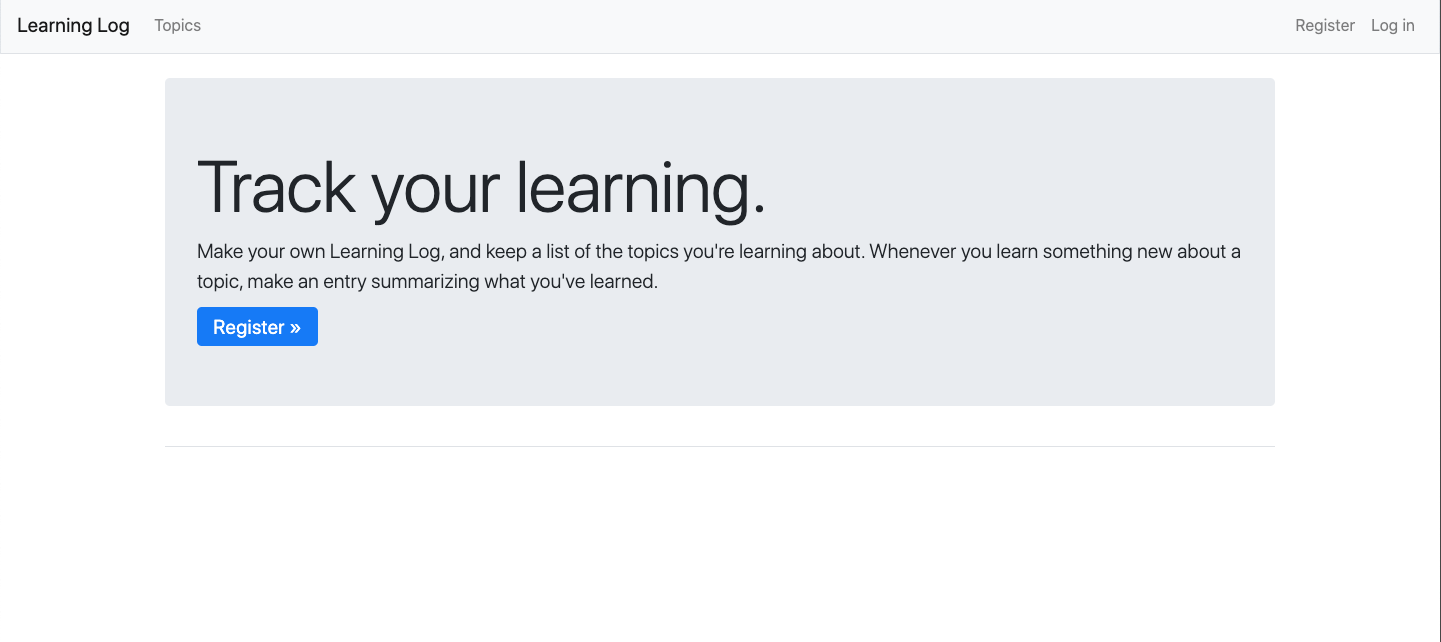 Learning Log Topics Register Log in
Track your learning.
Make your own Learning Log, and keep a list of the topics you're learning about. Whenever you learn something new about a
topic, make an entry summarizing what you've learned.
Register »